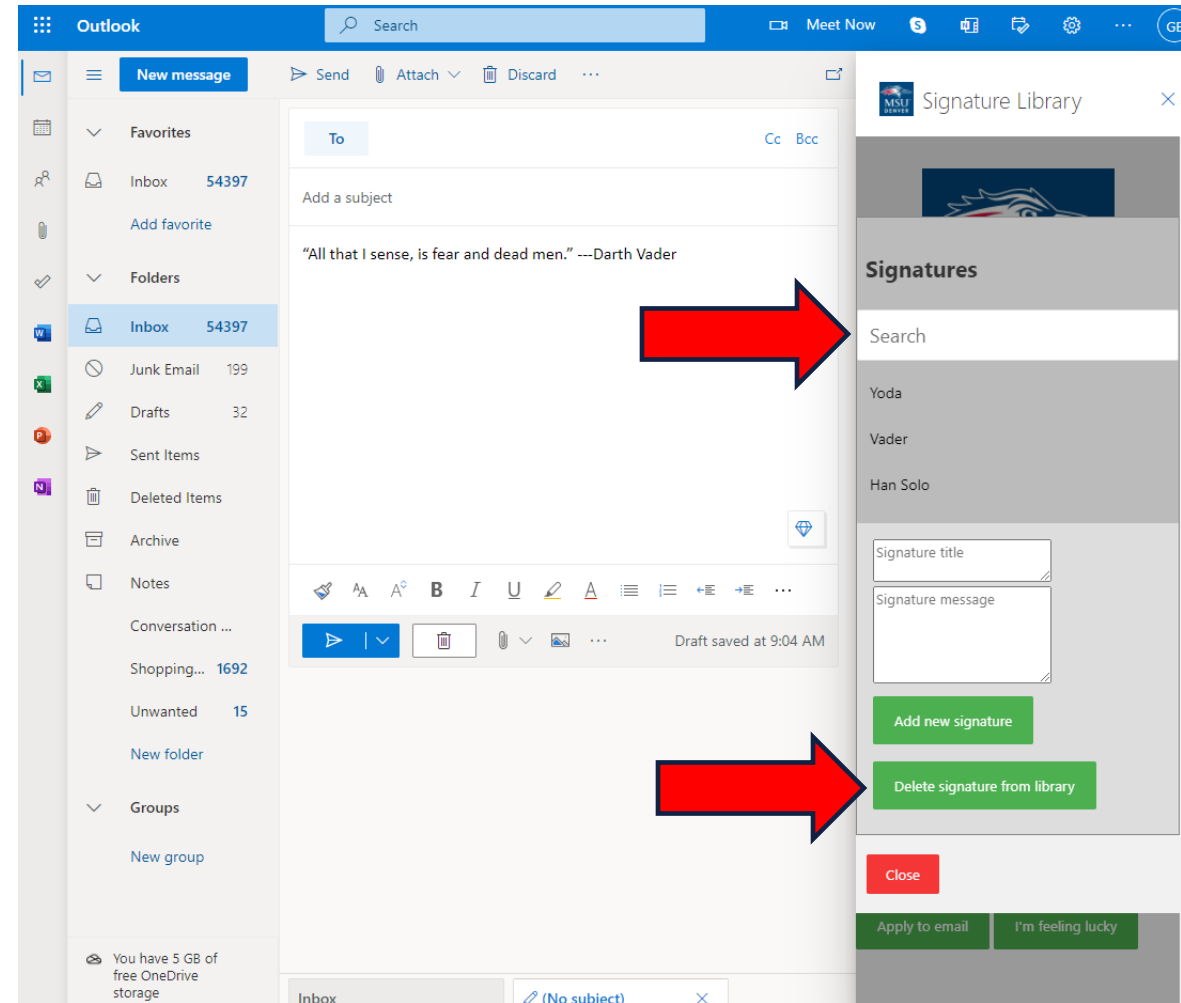 Outlook
Search
Meet Now
GE
New message
Send
Attach
Discard
MSU
DENVER
Signature Library
Favorites
To
Cc Bcc
Inbox 54397
Add a subject
Add favorite
“All that I sense, is fear and dead men.” ---Darth Vader
Folders
Signatures
Inbox 54397
Search
Junk Email 199
Yoda
Drafts 32
Vader
Sent Items
Han Solo
Deleted Items
Archive
Signature title
Notes
Signature message
Conversation ...
Draft saved at 9:04 AM
Shopping... 1692
Unwanted 15
Add new signature
New folder
Delete signature from library
Groups
New group
Close
Apply to email
I'm feeling lucky
You have 5 GB of
free OneDrive
storage
Inbox
(No subject)